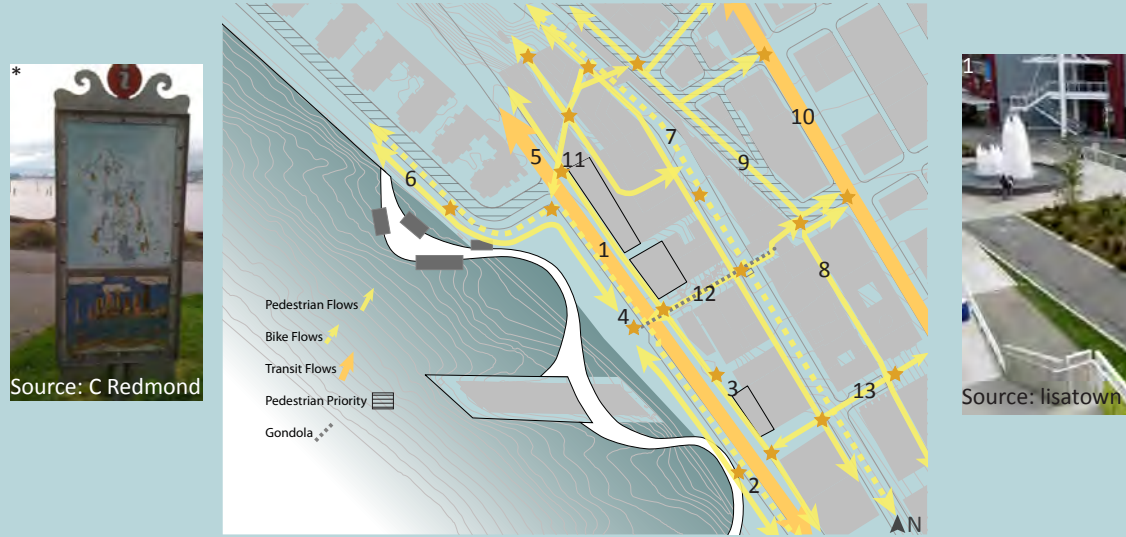 *
i
Source: C Redmond
Pedestrian Flows
Bike Flows
Transit Flows
Pedestrian Priority
Gondola
10
7
9
5
11
6
1
8
12
4
3
13
2
N
1
Source: lisatown